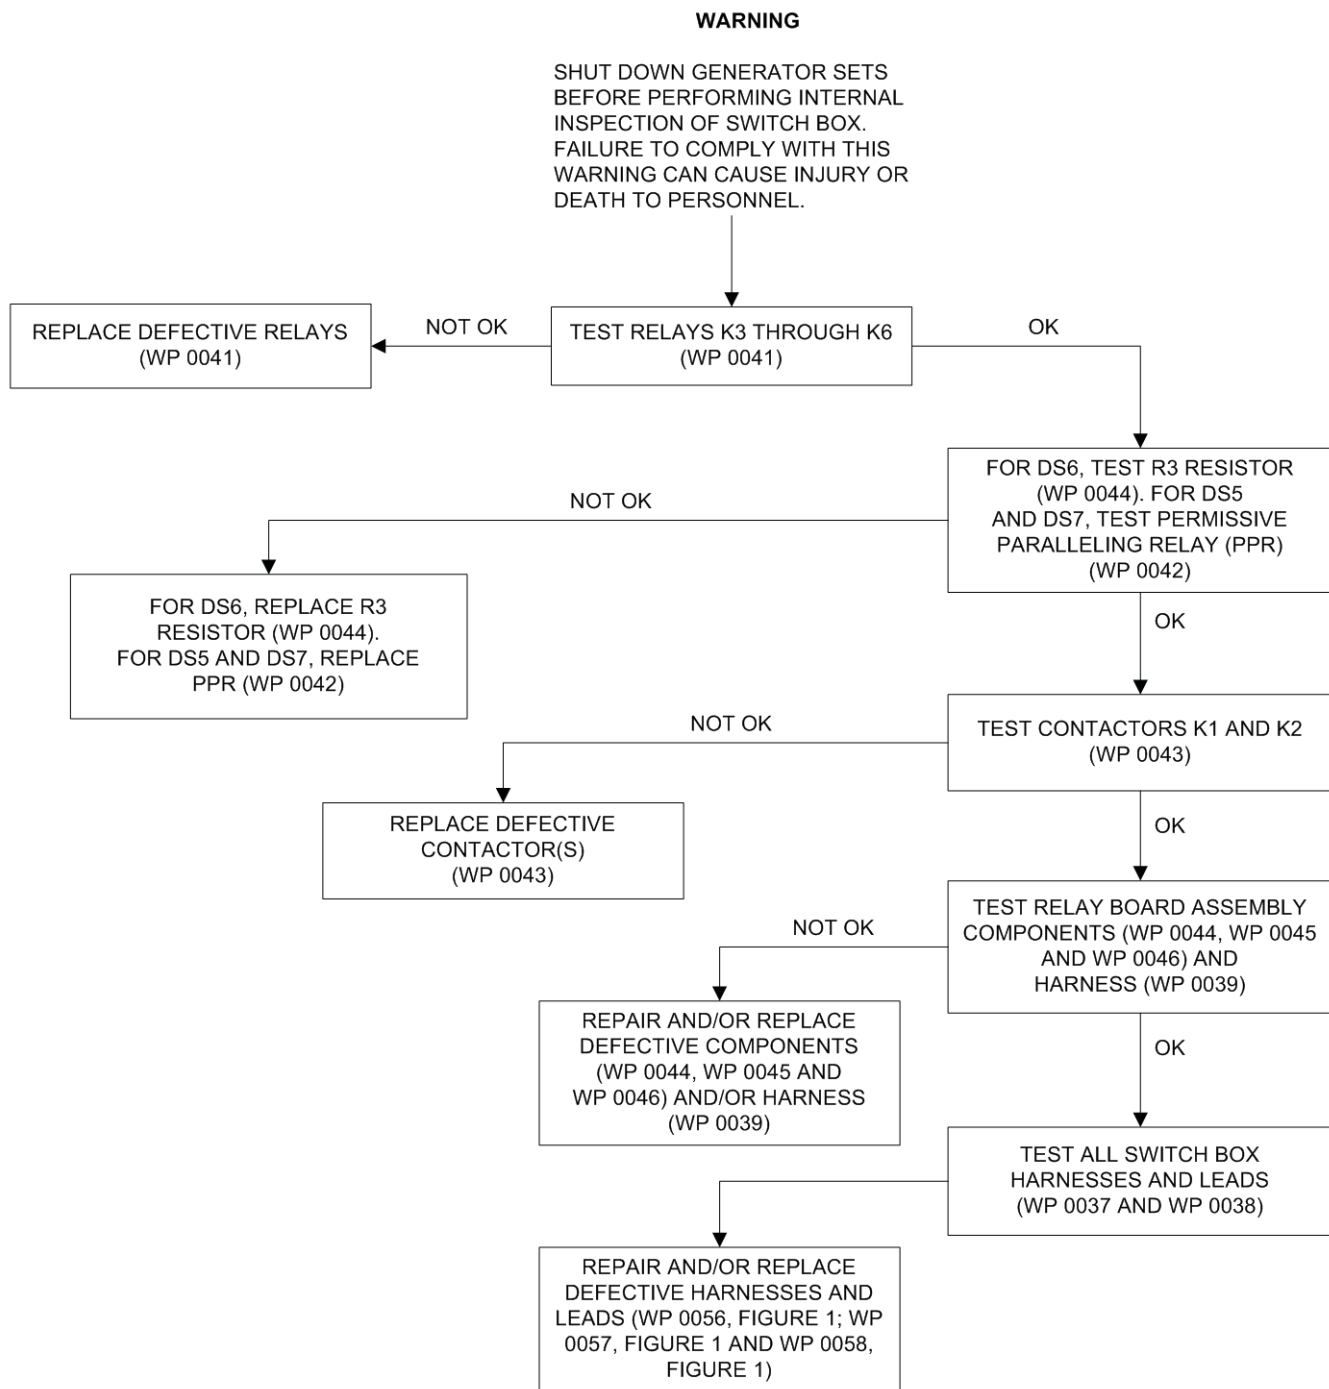 WARNING
SHUT DOWN GENERATOR SETS
BEFORE PERFORMING INTERNAL
INSPECTION OF SWITCH BOX.
FAILURE TO COMPLY WITH THIS
WARNING CAN CAUSE INJURY OR
DEATH TO PERSONNEL.
REPLACE DEFECTIVE RELAYS
(WP 0041)
NOT OK
TEST RELAYS K3 THROUGH K6
(WP 0041)
OK
FOR DS6, TEST R3 RESISTOR
(WP 0044). FOR DS5
AND DS7, TEST PERMISSIVE
PARALLELING RELAY (PPR)
(WP 0042)
NOT OK
FOR DS6, REPLACE R3
RESISTOR (WP 0044).
FOR DS5 AND DS7, REPLACE
PPR (WP 0042)
OK
TEST CONTACTORS K1 AND K2
(WP 0043)
NOT OK
REPLACE DEFECTIVE
CONTACTOR(S)
(WP 0043)
OK
TEST RELAY BOARD ASSEMBLY
COMPONENTS (WP 0044, WP 0045
AND WP 0046) AND
HARNESS (WP 0039)
NOT OK
REPAIR AND/OR REPLACE
DEFECTIVE COMPONENTS
(WP 0044, WP 0045 AND
WP 0046) AND/OR HARNESS
(WP 0039)
OK
TEST ALL SWITCH BOX
HARNESSES AND LEADS
(WP 0037 AND WP 0038)
REPAIR AND/OR REPLACE
DEFECTIVE HARNESSES AND
LEADS (WP 0056, FIGURE 1; WP
0057, FIGURE 1 AND WP 0058,
FIGURE 1)